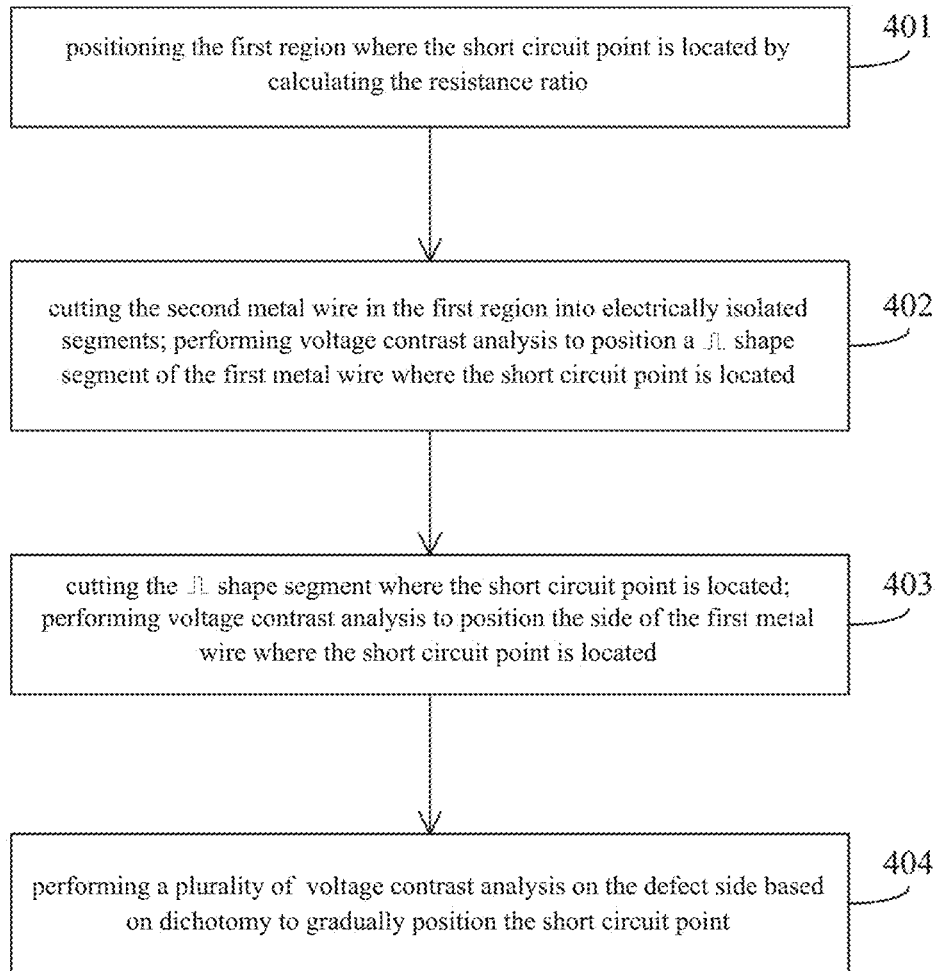 401
positioning the first region where the short circuit point is located by
calculating the resistance ratio
402
cutting the second metal wire in the first region into electrically isolated
segments; performing voltage contrast analysis to position a shape
segment of the first metal wire where the short circuit point is located
403
cutting the shape segment where the short circuit point is located;
performing voltage contrast analysis to position the side of the first metal
wire where the short circuit point is located
404
performing a plurality of voltage contrast analysis on the defect side based
on dichotomy to gradually position the short circuit point